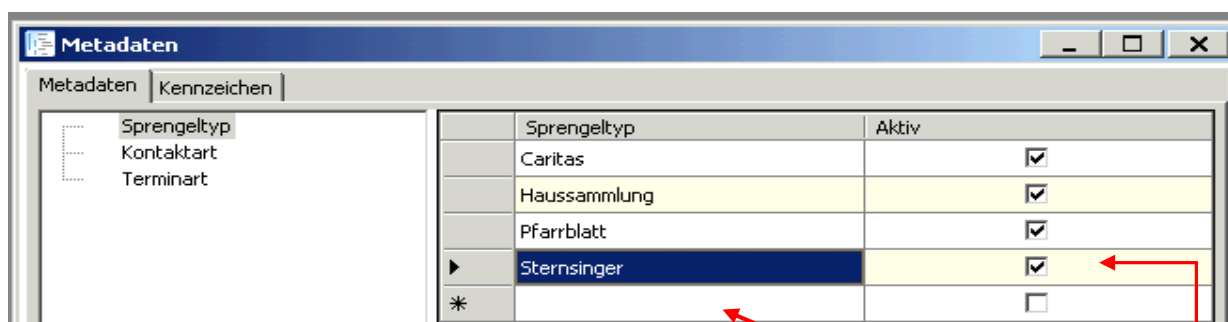 Metadaten
Metadaten Kennzeichen
Sprengeltyp
Kontaktart
Terminart
Sprengeltyp Aktiv
Caritas
Haussammlung
Pfarrblatt
Sternsinger